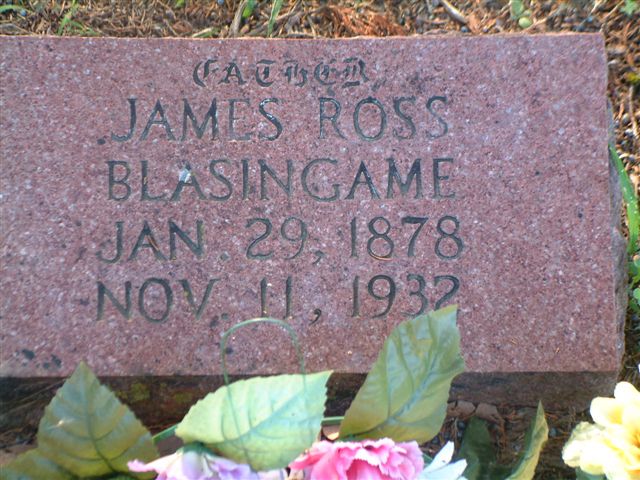 FATHER
JAMES ROSS
BLASINGAME
JAN. 29, 1878
NOV. 11, 1932